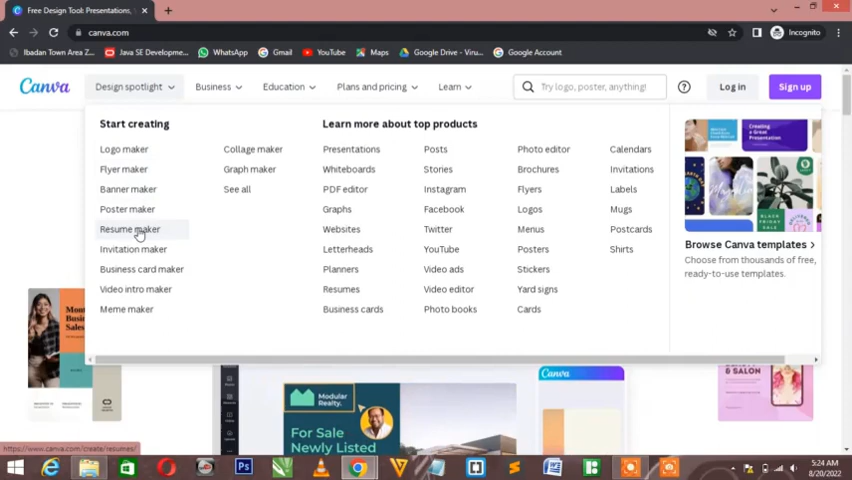 Free Design Tool: Presentations,
canva.com
Incognito
Ibadan Town Area Z...
Java SE Developme...
WhatsApp
Gmail
YouTube
Maps
Google Drive - Viru...
Google Account
Canva
Design spotlight
Business
Education
Plans and pricing
Learn
Try logo, poster, anything!
Log in
Sign up
Start creating
Logo maker
Flyer maker
Banner maker
Poster maker
Resume maker
Invitation maker
Business card maker
Video intro maker
Meme maker
Collage maker
Graph maker
See all
Learn more about top products
Presentations
Whiteboards
PDF editor
Graphs
Websites
Letterheads
Planners
Resumes
Business cards
Posts
Stories
Instagram
Facebook
Twitter
YouTube
Video ads
Video editor
Photo books
Photo editor
Brochures
Flyers
Logos
Menus
Posters
Stickers
Yard signs
Cards
Calendars
Invitations
Labels
Mugs
Postcards
Shirts
Browse Canva templates
Choose from thousands of free,
ready-to-use templates.
Modular
Realty.
For Sale
Newly Listed
Canva
& SALON
https://www.canva.com/create/resumes/
5:24 AM
8/20/2022